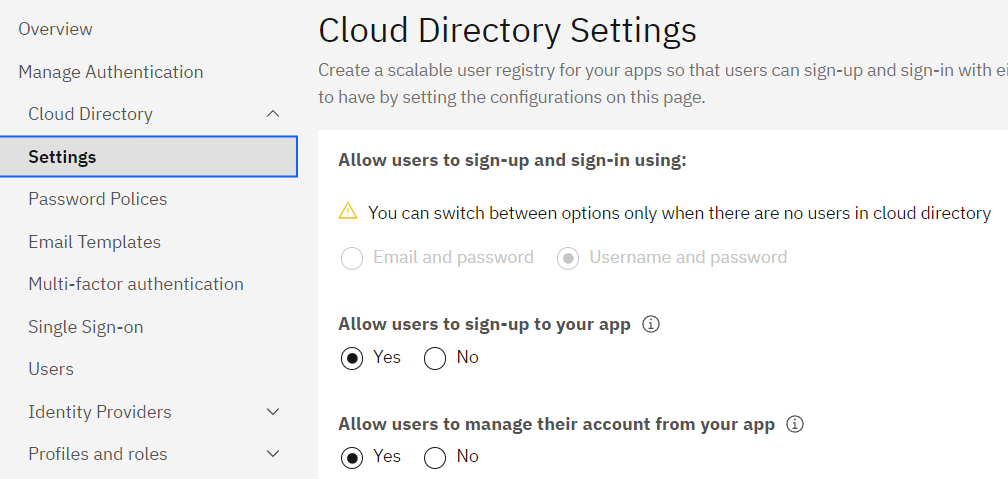 Overview
Manage Authentication
Cloud Directory
Settings
Password Polices
Email Templates
Multi-factor authentication
Single Sign-on
Users
Identity Providers
Profiles and roles
Cloud Directory Settings
Create a scalable user registry for your apps so that users can sign-up and sign-in with
to have by setting the configurations on this page.
Allow users to sign-up and sign-in using:
You can switch between options only when there are no users in cloud directory
Email and password Username and password
Allow users to sign-up to your app
Yes No
Allow users to manage their account from your app
Yes No